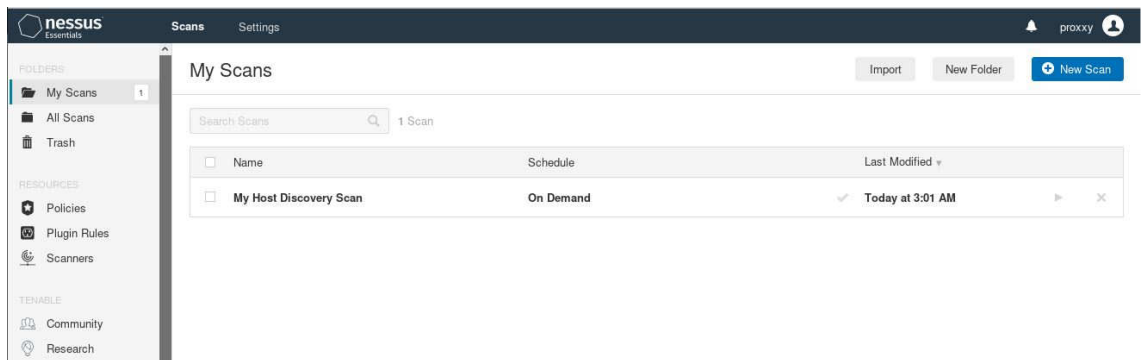 nessus
Essentials
Scans Settings
proxxy
FOLDERS
My Scans 1
All Scans
Trash
RESOURCES
Policies
Plugin Rules
Scanners
TENABLE
Community
Research
My Scans
Import New Folder New Scan
Search Scans 1 Scan
Name Schedule Last Modified
My Host Discovery Scan On Demand Today at 3:01 AM